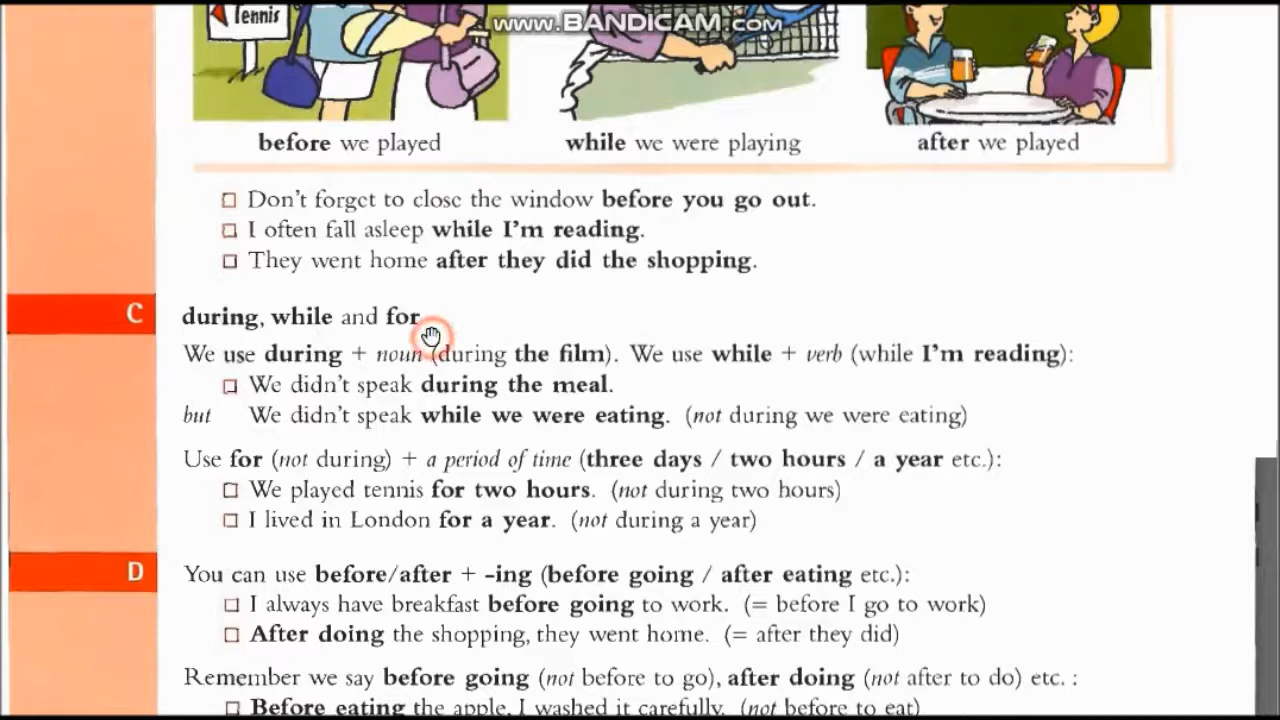 www.BANDICAM.com
Tennis
before we played
while we were playing
after we played
Don't forget to close the window before you go out.
I often fall asleep while I'm reading.
They went home after they did the shopping.
C
during, while and for
We use during + noun (during the film). We use while + verb (while I'm reading):
We didn't speak during the meal.
but We didn't speak while we were eating. (not during we were eating)
Use for (not during) + a period of time (three days / two hours / a year etc.):
We played tennis for two hours. (not during two hours)
I lived in London for a year. (not during a year)
D
You can use before/after + -ing (before going / after eating etc.):
I always have breakfast before going to work. (= before I go to work)
After doing the shopping, they went home. (= after they did)
Remember we say before going (not before to go), after doing (not after to do) etc. :
Before eating the apple, I washed it carefully. (not before to eat)